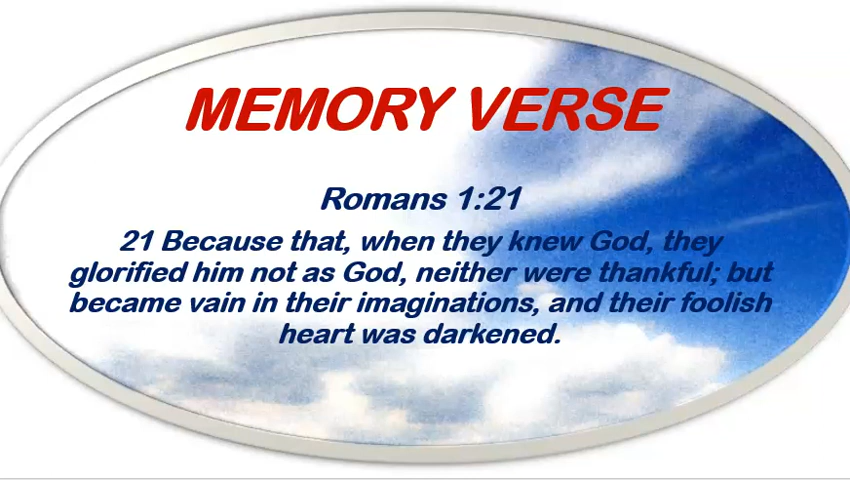 MEMORY VERSE
Romans 1:21
21 Because that, when they knew God, they
glorified him not as God, neither were thankful; but
became vain in their imaginations, and their foolish
heart was darkened.